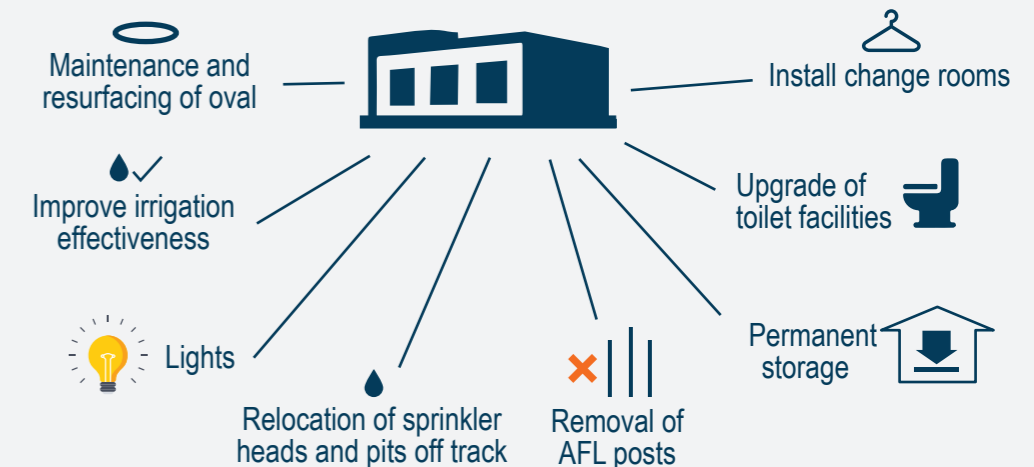 Maintenance and
resurfacing of oval
Install change rooms
Improve irrigation
effectiveness
Upgrade of
toilet facilities
Lights
Permanent
storage
Relocation of sprinkler
heads and pits off track
Removal of
AFL posts